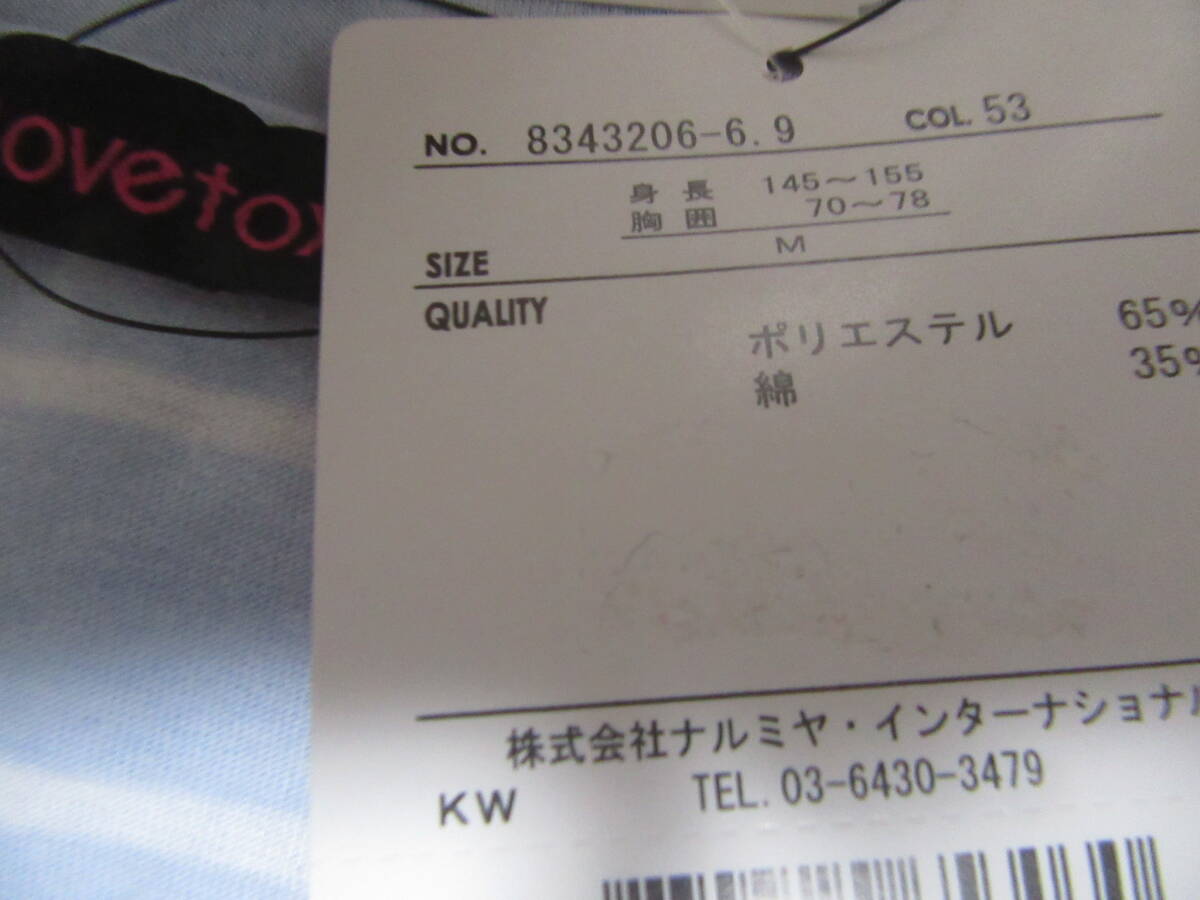 ovetox
NO. 8343206-6.9 COL. 53
身長 145～155
胸囲 70～78
SIZE M
QUALITY
ポリエステル 65%
綿 35%
株式会社ナルミヤ・インターナショナル
KW TEL. 03-6430-3479